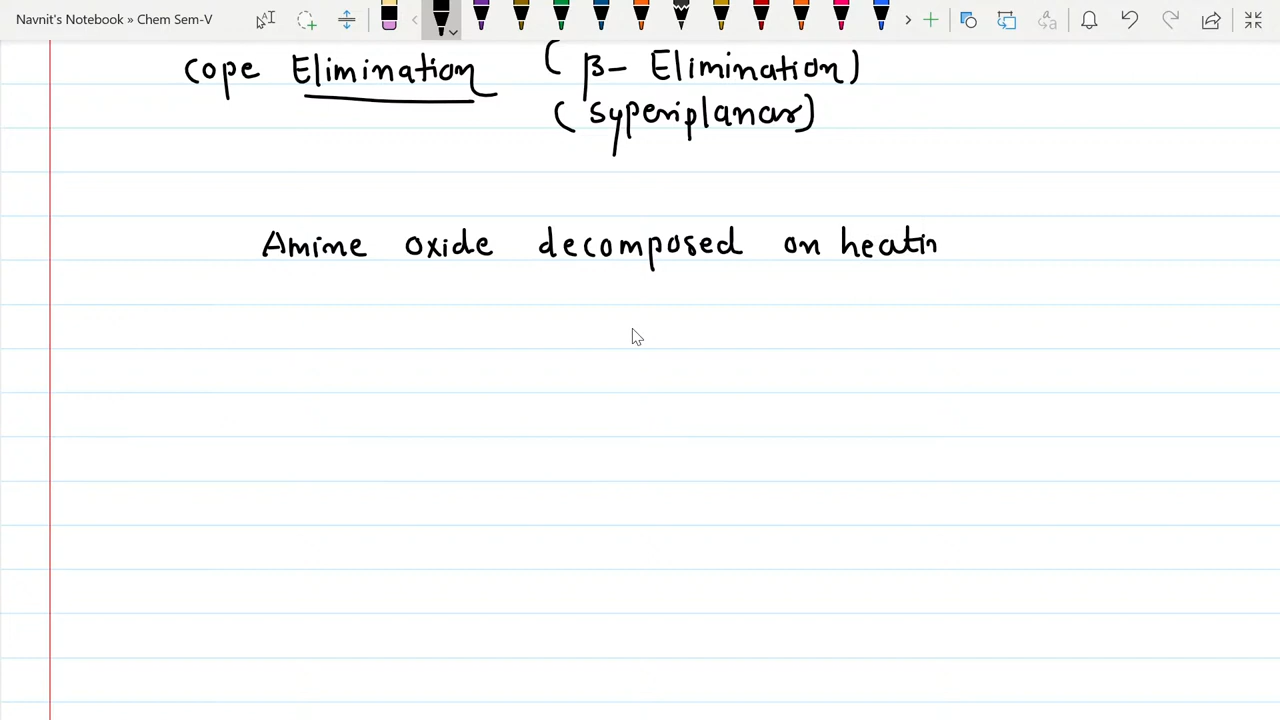 Navnit's Notebook » Chem Sem-V
Cope Elimination (β- Elimination)
(Syperiplanar)
Amine oxide decomposed on heatin